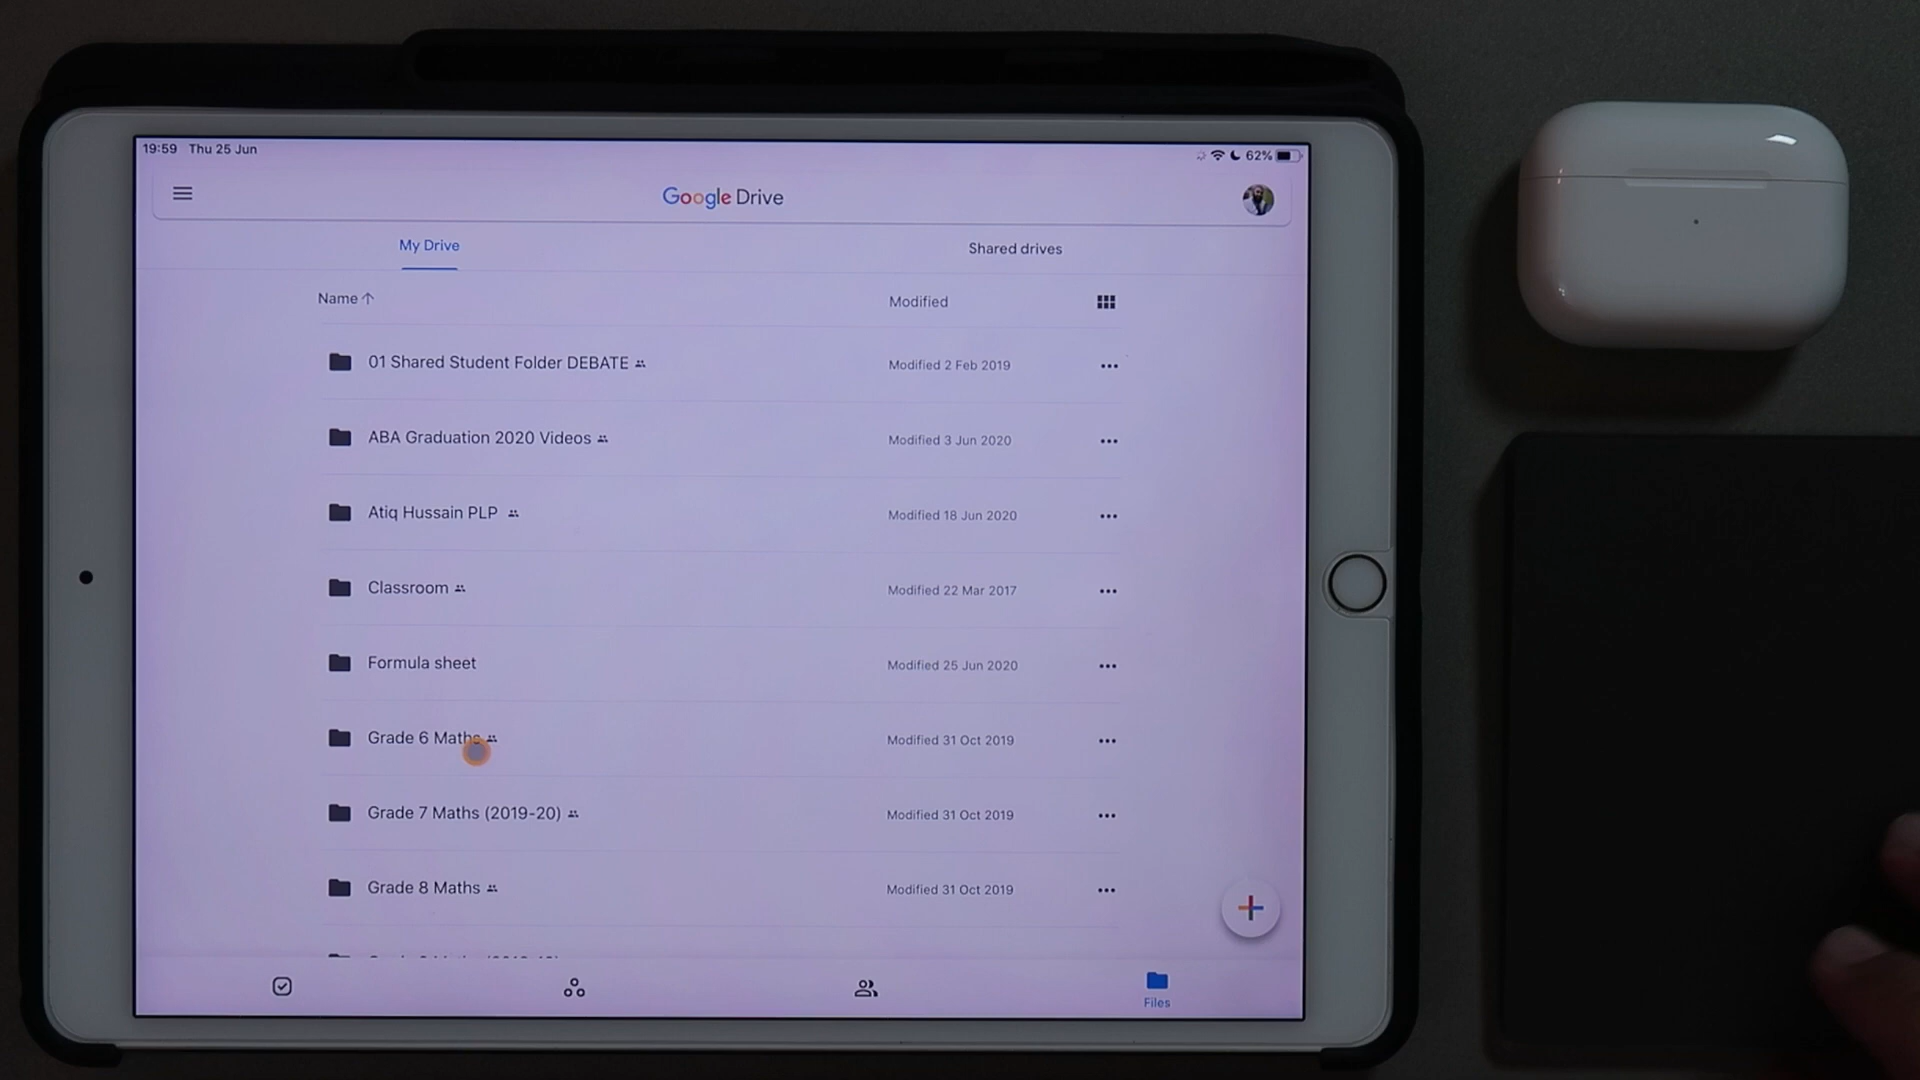 19:59 Thu 25 Jun
62%
Google Drive
My Drive
Shared drives
Name
Modified
01 Shared Student Folder DEBATE
Modified 2 Feb 2019
ABA Graduation 2020 Videos
Modified 3 Jun 2020
Atiq Hussain PLP
Modified 18 Jun 2020
Classroom
Modified 22 Mar 2017
Formula sheet
Modified 25 Jun 2020
Grade 6 Maths
Modified 31 Oct 2019
Grade 7 Maths (2019-20)
Modified 31 Oct 2019
Grade 8 Maths
Modified 31 Oct 2019
Files